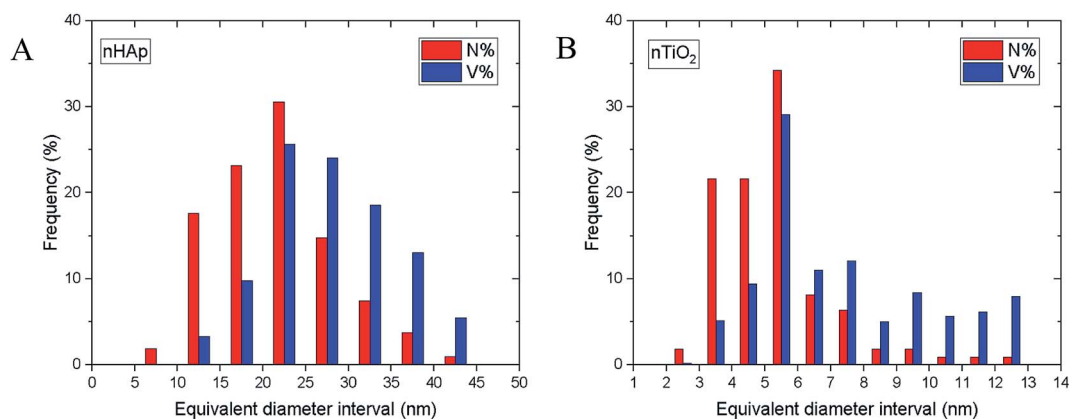 A
nHAp
N%
V%
Frequency (%)
40
30
20
10
0
0 5 10 15 20 25 30 35 40 45 50
Equivalent diameter interval (nm)
B
nTiO₂
N%
V%
Frequency (%)
40
30
20
10
0
1 2 3 4 5 6 7 8 9 10 11 12 13 14
Equivalent diameter interval (nm)